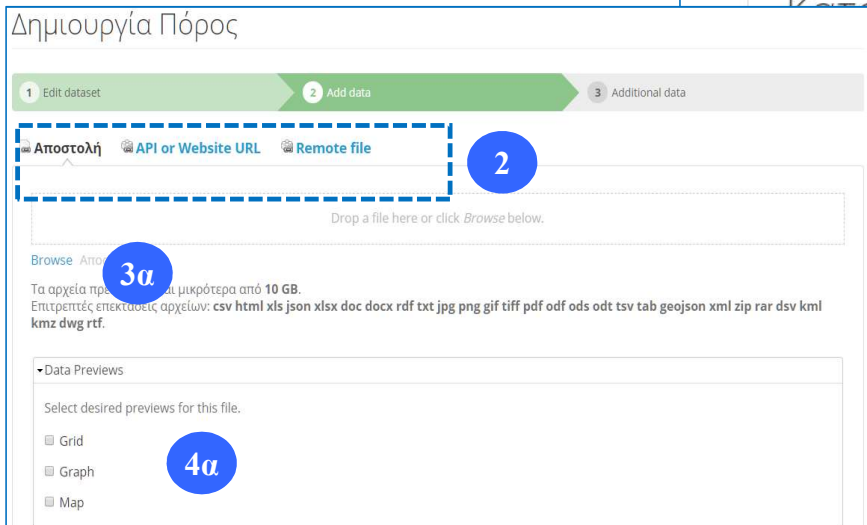 Δημιουργία Πόρος
1 Edit dataset 2 Add data 3 Additional data
Αποστολή API or Website URL Remote file
2
Drop a file here or click Browse below.
Browse
3α
Τα αρχεία μικρότερα από 10 GB.
Επιτρεπτές επεκτάσεις αρχείων: csv html xls json xlsx doc docx rdf txt jpg png gif tiff pdf odf ods odt tsv tab geojson xml zip rar dsv kml
kmz dwg rtf.
Data Previews
Select desired previews for this file.
Grid
4α
Graph
Map